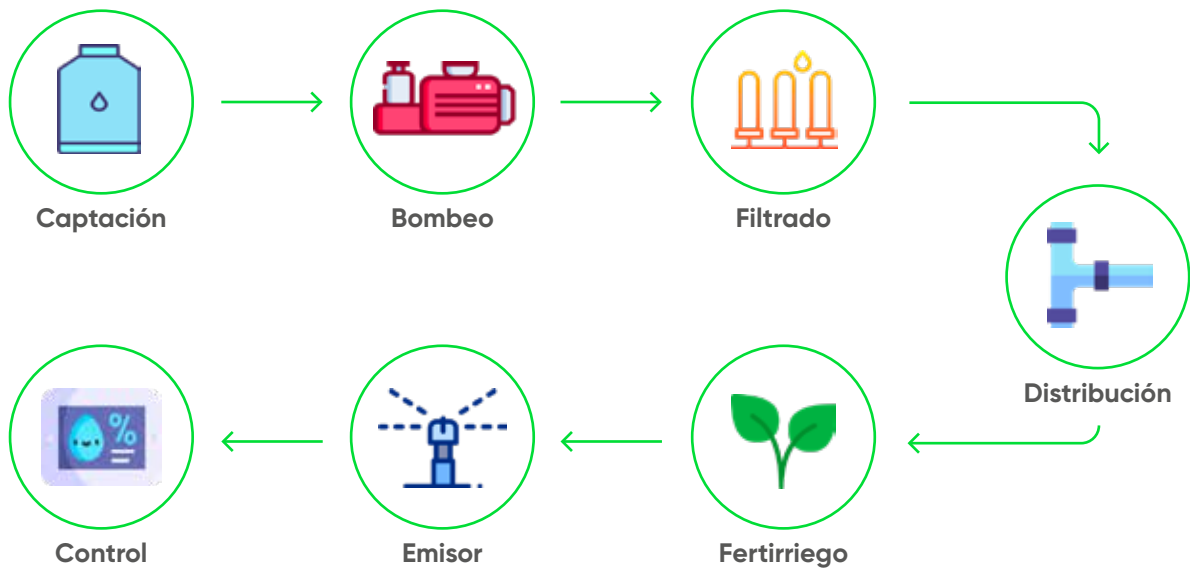 Captación
Bombeo
Filtrado
Distribución
Fertirriego
Emisor
%
Control